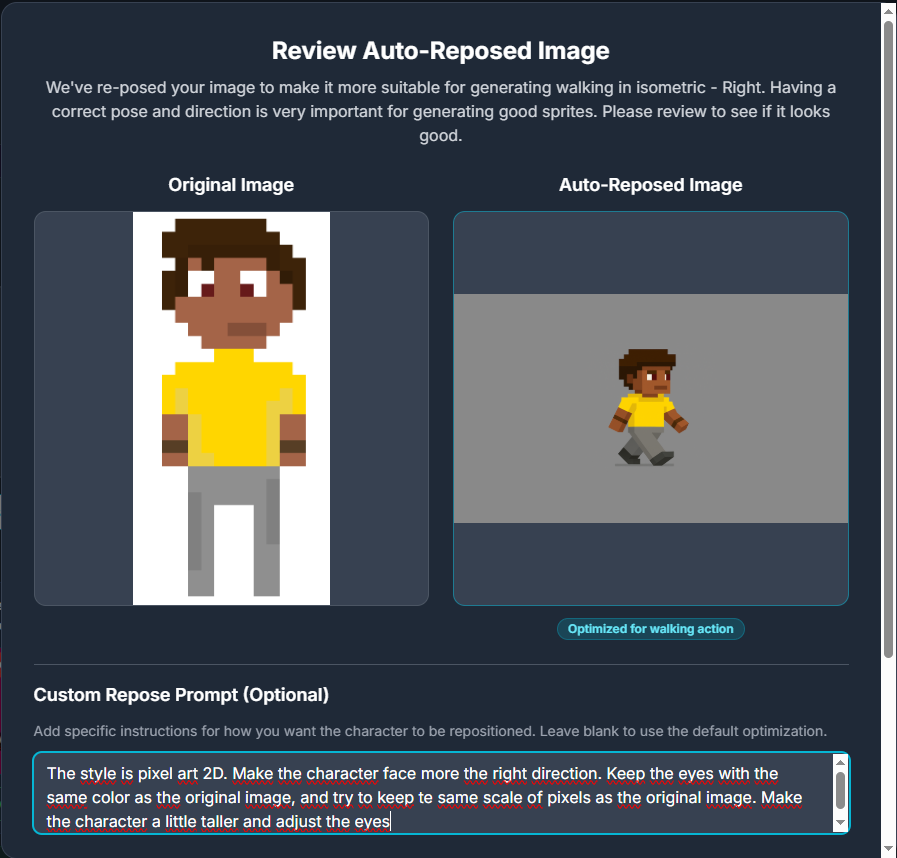 Review Auto-Reposed Image
We've re-posed your image to make it more suitable for generating walking in isometric - Right. Having a
correct pose and direction is very important for generating good sprites. Please review to see if it looks
good.
Original Image
Auto-Reposed Image
Optimized for walking action
Custom Repose Prompt (Optional)
Add specific instructions for how you want the character to be repositioned. Leave blank to use the default optimization.
The style is pixel art 2D. Make the character face more the right direction. Keep the eyes with the
same color as the original image, and try to keep te same scale of pixels as the original image. Make
the character a little taller and adjust the eyes